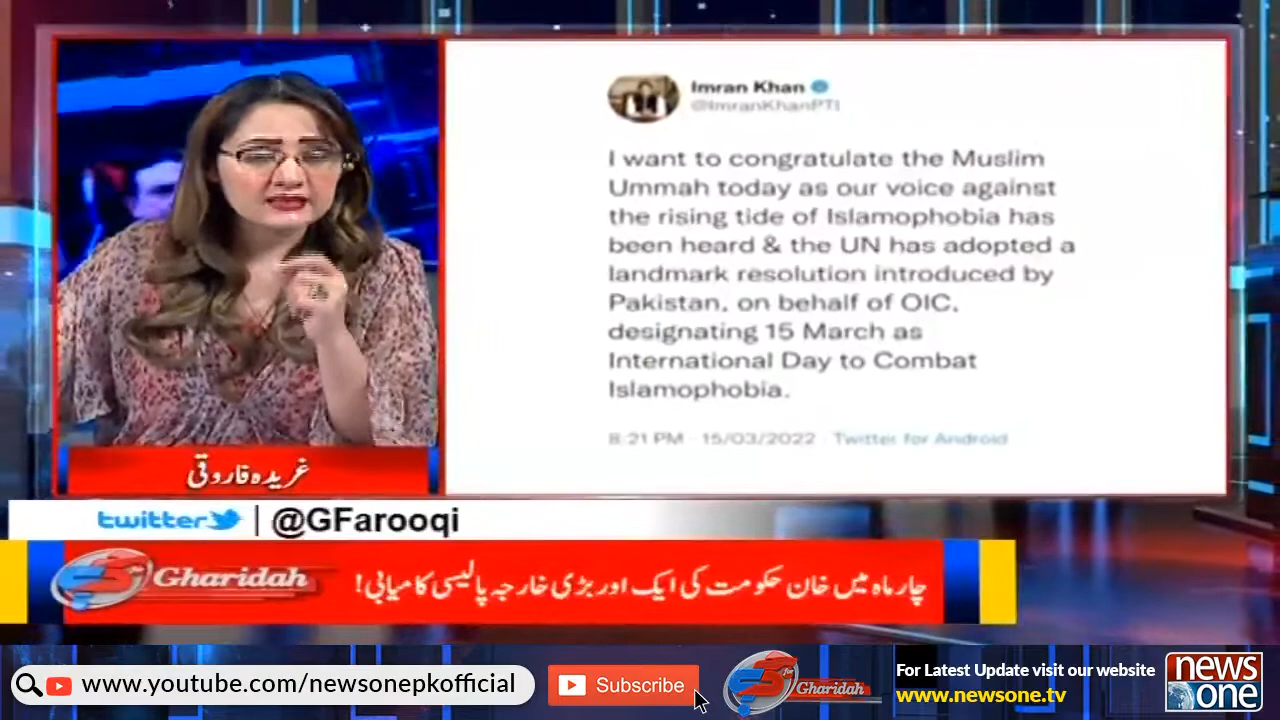 Imran Khan
@ImranKhanPTI
I want to congratulate the Muslim
Ummah today as our voice against
the rising tide of Islamophobia has
been heard & the UN has adopted a
landmark resolution introduced by
Pakistan, on behalf of OIC,
designating 15 March as
International Day to Combat
Islamophobia.
8:21 PM · 15/03/2022 · Twitter for Android
غریدہ فاروقی
twitter | @GFarooqi
G for Gharidah
چار ماہ میں خان حکومت کی ایک اور بڑی خارجہ پالیسی کامیابی!
www.youtube.com/newsonepkofficial
Subscribe
G for Gharidah
For Latest Update visit our website
www.newsone.tv
news
one